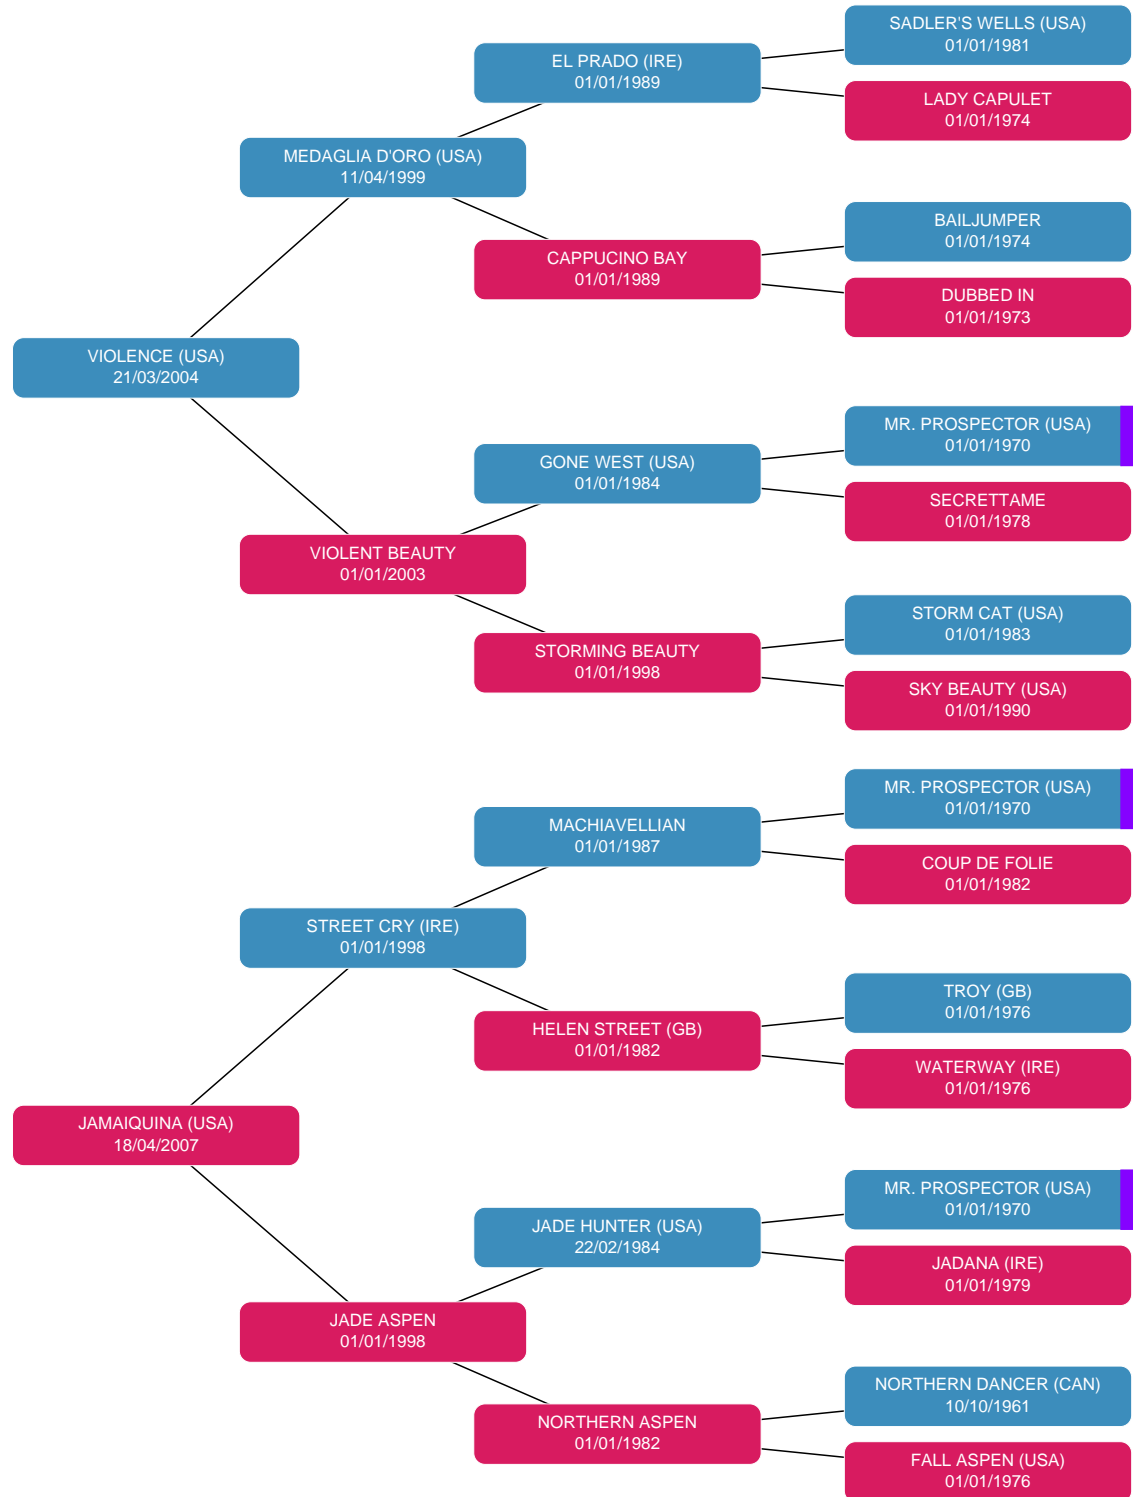 SADLER'S WELLS (USA)
01/01/1981
EL PRADO (IRE)
01/01/1989
LADY CAPULET
01/01/1974
MEDAGLIA D'ORO (USA)
11/04/1999
BAILJUMPER
01/01/1974
CAPPUCINO BAY
01/01/1989
DUBBED IN
01/01/1973
VIOLENCE (USA)
21/03/2004
MR. PROSPECTOR (USA)
01/01/1970
GONE WEST (USA)
01/01/1984
SECRETTAME
01/01/1978
VIOLENT BEAUTY
01/01/2003
STORM CAT (USA)
01/01/1983
STORMING BEAUTY
01/01/1998
SKY BEAUTY (USA)
01/01/1990
MR. PROSPECTOR (USA)
01/01/1970
MACHIAVELLIAN
01/01/1987
COUP DE FOLIE
01/01/1982
STREET CRY (IRE)
01/01/1998
TROY (GB)
01/01/1976
HELEN STREET (GB)
01/01/1982
WATERWAY (IRE)
01/01/1976
JAMAIQUINA (USA)
18/04/2007
MR. PROSPECTOR (USA)
01/01/1970
JADE HUNTER (USA)
22/02/1984
JADANA (IRE)
01/01/1979
JADE ASPEN
01/01/1998
NORTHERN DANCER (CAN)
10/10/1961
NORTHERN ASPEN
01/01/1982
FALL ASPEN (USA)
01/01/1976